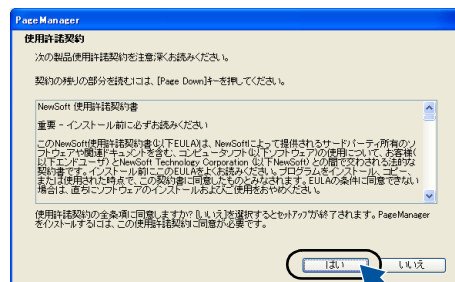 PageManager
使用許諾契約
次の製品使用許諾契約を注意深くお読みください。
契約の残りの部分を読むには、[Page Down]キーを押してください。
NewSoft 使用許諾契約書
重要 - インストール前に必ずお読みください
このNewSoft使用許諾契約書(以下EULA)は、NewSoftによって提供されるサードパーティ所有のソ
フトウェアや関連ドキュメントを含む、コンピュータソフト(以下ソフトウェア)の使用について、お客様(
以下エンドユーザ)とNewSoft Technology Corporation (以下NewSoft)との間で交わされる法的な
契約書です。インストール前にこのEULAをよくお読みください。プログラムをインストール、コピー、
または使用された時点で、この契約書に同意したものとみなされます。EULAの条件に同意できない
場合は、直ちにソフトウェアのインストールおよびご使用をおやめください。
使用許諾契約の全条項に同意しますか? [いいえ]を選択するとセットアップが終了されます。PageManager
をインストールするには、この使用許諾契約に同意が必要です。
はい
いいえ